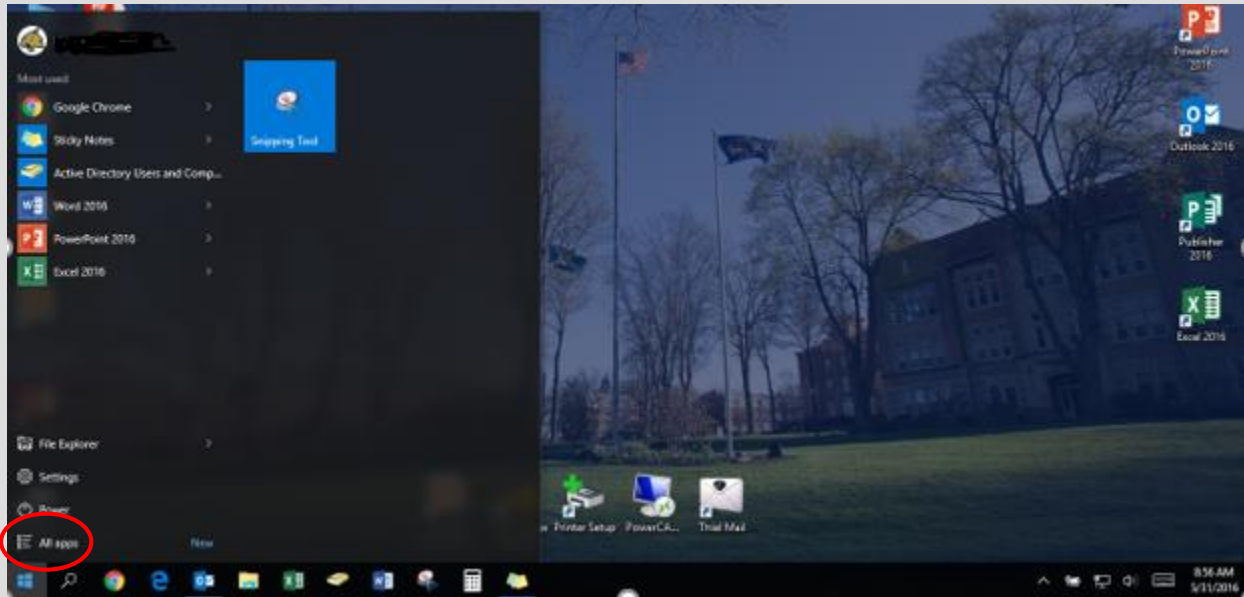 Most used
Google Chrome
Sticky Notes
Active Directory Users and Comp...
Word 2016
PowerPoint 2016
Excel 2016
File Explorer
Settings
Power
All apps
New
Snipping Tool
PowerPoint
2016
Outlook 2016
Publisher
2016
Excel 2016
Printer Setup
PowerCA...
Thial Mail
8:56 AM
5/31/2016